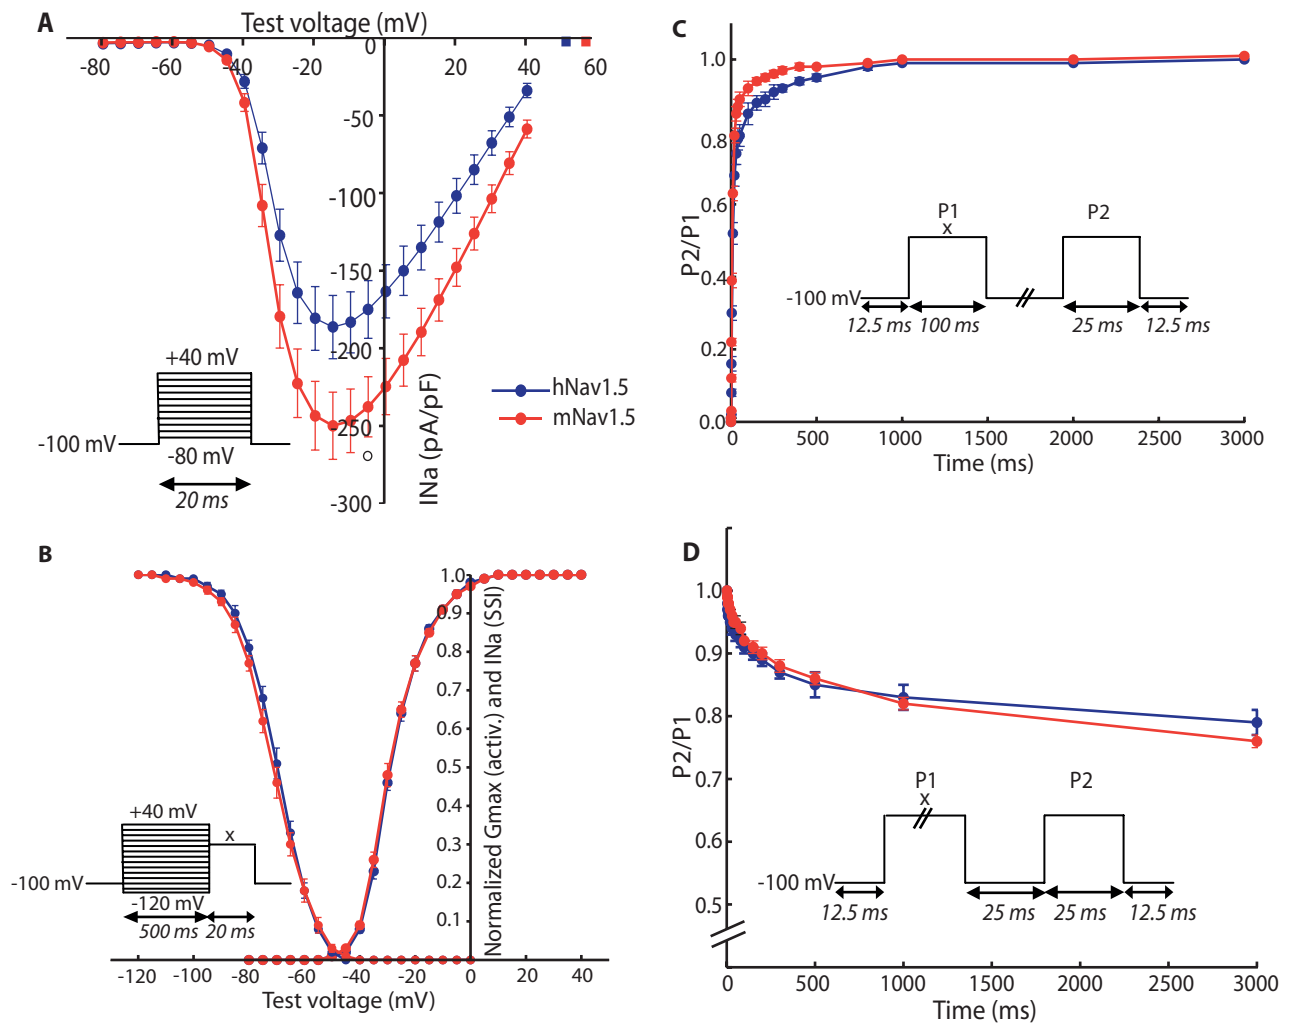 A
Test voltage (mV)
-80
-60
-40
-20
0
20
40
60
-50
-100
-150
-200
-250
-300
INa (pA/pF)
hNav1.5
mNav1.5
+40 mV
-100 mV
-80 mV
20 ms
B
1.0
0.9
0.8
0.7
0.6
0.5
0.4
0.3
0.2
0.1
Normalized Gmax (activ.) and INa (SSI)
+40 mV
x
-100 mV
-120 mV
500 ms
20 ms
-120
-100
-80
-60
-40
-20
0
20
40
Test voltage (mV)
C
1.0
0.8
0.6
0.4
0.2
0.0
P2/P1
P1
x
P2
-100 mV
12.5 ms
100 ms
25 ms
12.5 ms
0
500
1000
1500
2000
2500
3000
Time (ms)
D
1.0
0.9
0.8
0.7
0.6
0.5
P2/P1
P1
x
P2
-100 mV
12.5 ms
25 ms
25 ms
12.5 ms
0
500
1000
1500
2000
2500
3000
Time (ms)